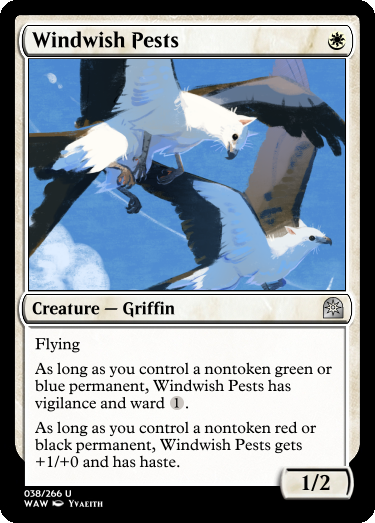 Windwish Pests
Creature — Griffin
Flying
As long as you control a nontoken green or
blue permanent, Windwish Pests has
vigilance and ward 1.
As long as you control a nontoken red or
black permanent, Windwish Pests gets
+1/+0 and has haste.
1/2
038/266 U
WAW Yvaeith